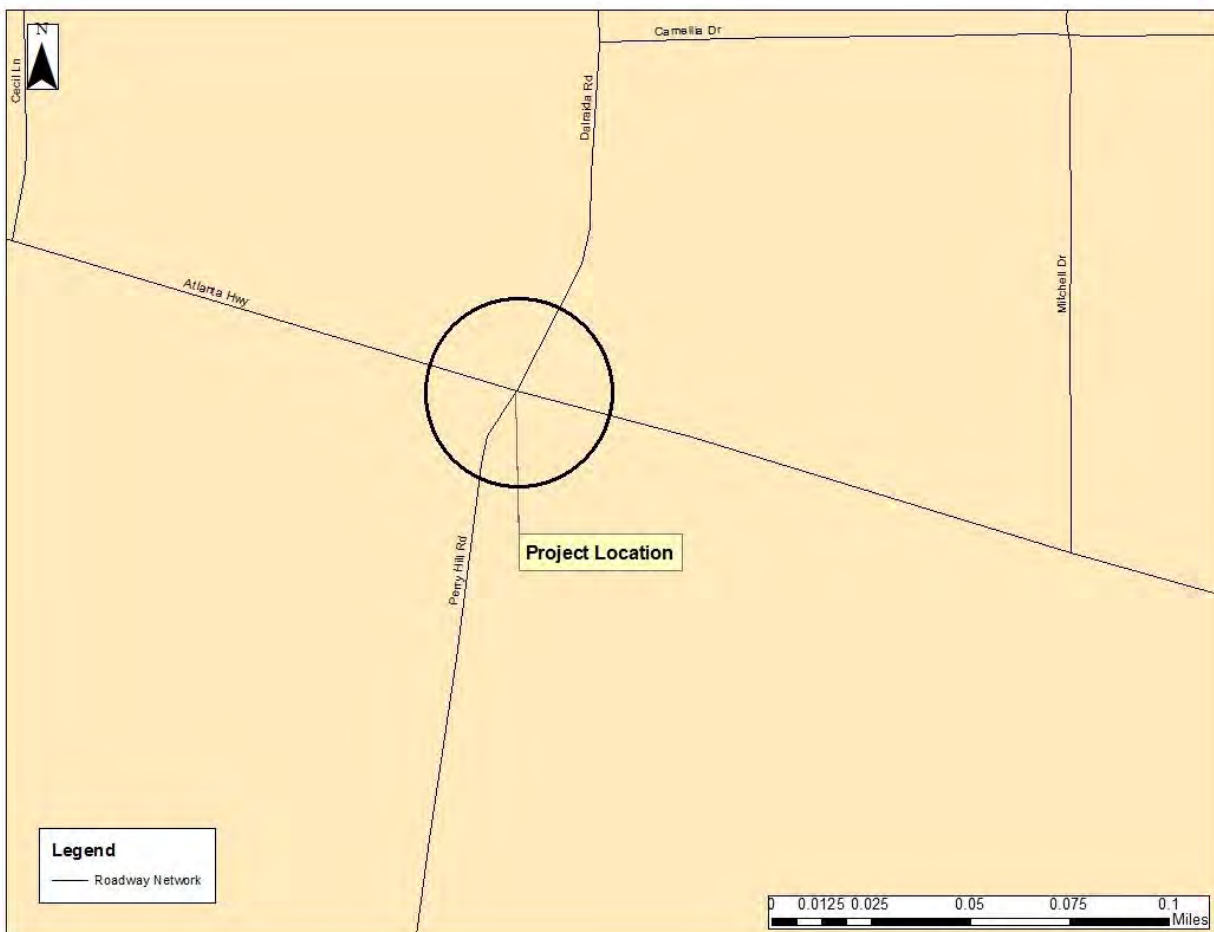 N
Cecil Ln
Camellia Dr
Dalraida Rd
Mitchell Dr
Atlanta Hwy
Project Location
Perry Hill Rd
Legend
Roadway Network
0 0.0125 0.025 0.05 0.075 0.1
Miles